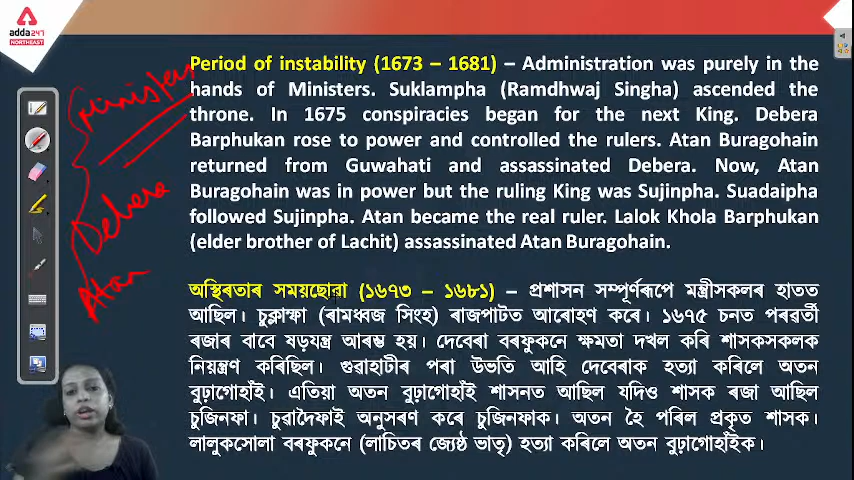 adda247
NORTHEAST
Ministers
Debera
Atan
Period of instability (1673 – 1681) – Administration was purely in the
hands of Ministers. Suklampha (Ramdhwaj Singha) ascended the
throne. In 1675 conspiracies began for the next King. Debera
Barphukan rose to power and controlled the rulers. Atan Buragohain
returned from Guwahati and assassinated Debera. Now, Atan
Buragohain was in power but the ruling King was Sujinpha. Suadaipha
followed Sujinpha. Atan became the real ruler. Lalok Khola Barphukan
(elder brother of Lachit) assassinated Atan Buragohain.
অস্থিৰতাৰ সময়ছোৱা (১৬৭৩ – ১৬৮১) – প্ৰশাসন সম্পূৰ্ণৰূপে মন্ত্ৰীসকলৰ হাতত
আছিল। চুক্লাম্ফা (ৰামধ্বজ সিংহ) ৰাজপাটত আৰোহণ কৰে। ১৬৭৫ চনত পৰৱৰ্তী
ৰজাৰ বাবে ষড়যন্ত্ৰ আৰম্ভ হয়। দেবেৰা বৰফুকনে ক্ষমতা দখল কৰি শাসকসকলক
নিয়ন্ত্ৰণ কৰিছিল। গুৱাহাটীৰ পৰা উভতি আহি দেবেৰাক হত্যা কৰিলে অতন
বুঢ়াগোহাঁই। এতিয়া অতন বুঢ়াগোহাঁই শাসনত আছিল যদিও শাসক ৰজা আছিল
চুজিনফা। চুৱাদৈফাই অনুসৰণ কৰে চুজিনফাক। অতন হৈ পৰিল প্ৰকৃত শাসক।
লালুকসোলা বৰফুকনে (লাচিতৰ জ্যেষ্ঠ ভাতৃ) হত্যা কৰিলে অতন বুঢ়াগোহাঁইক।